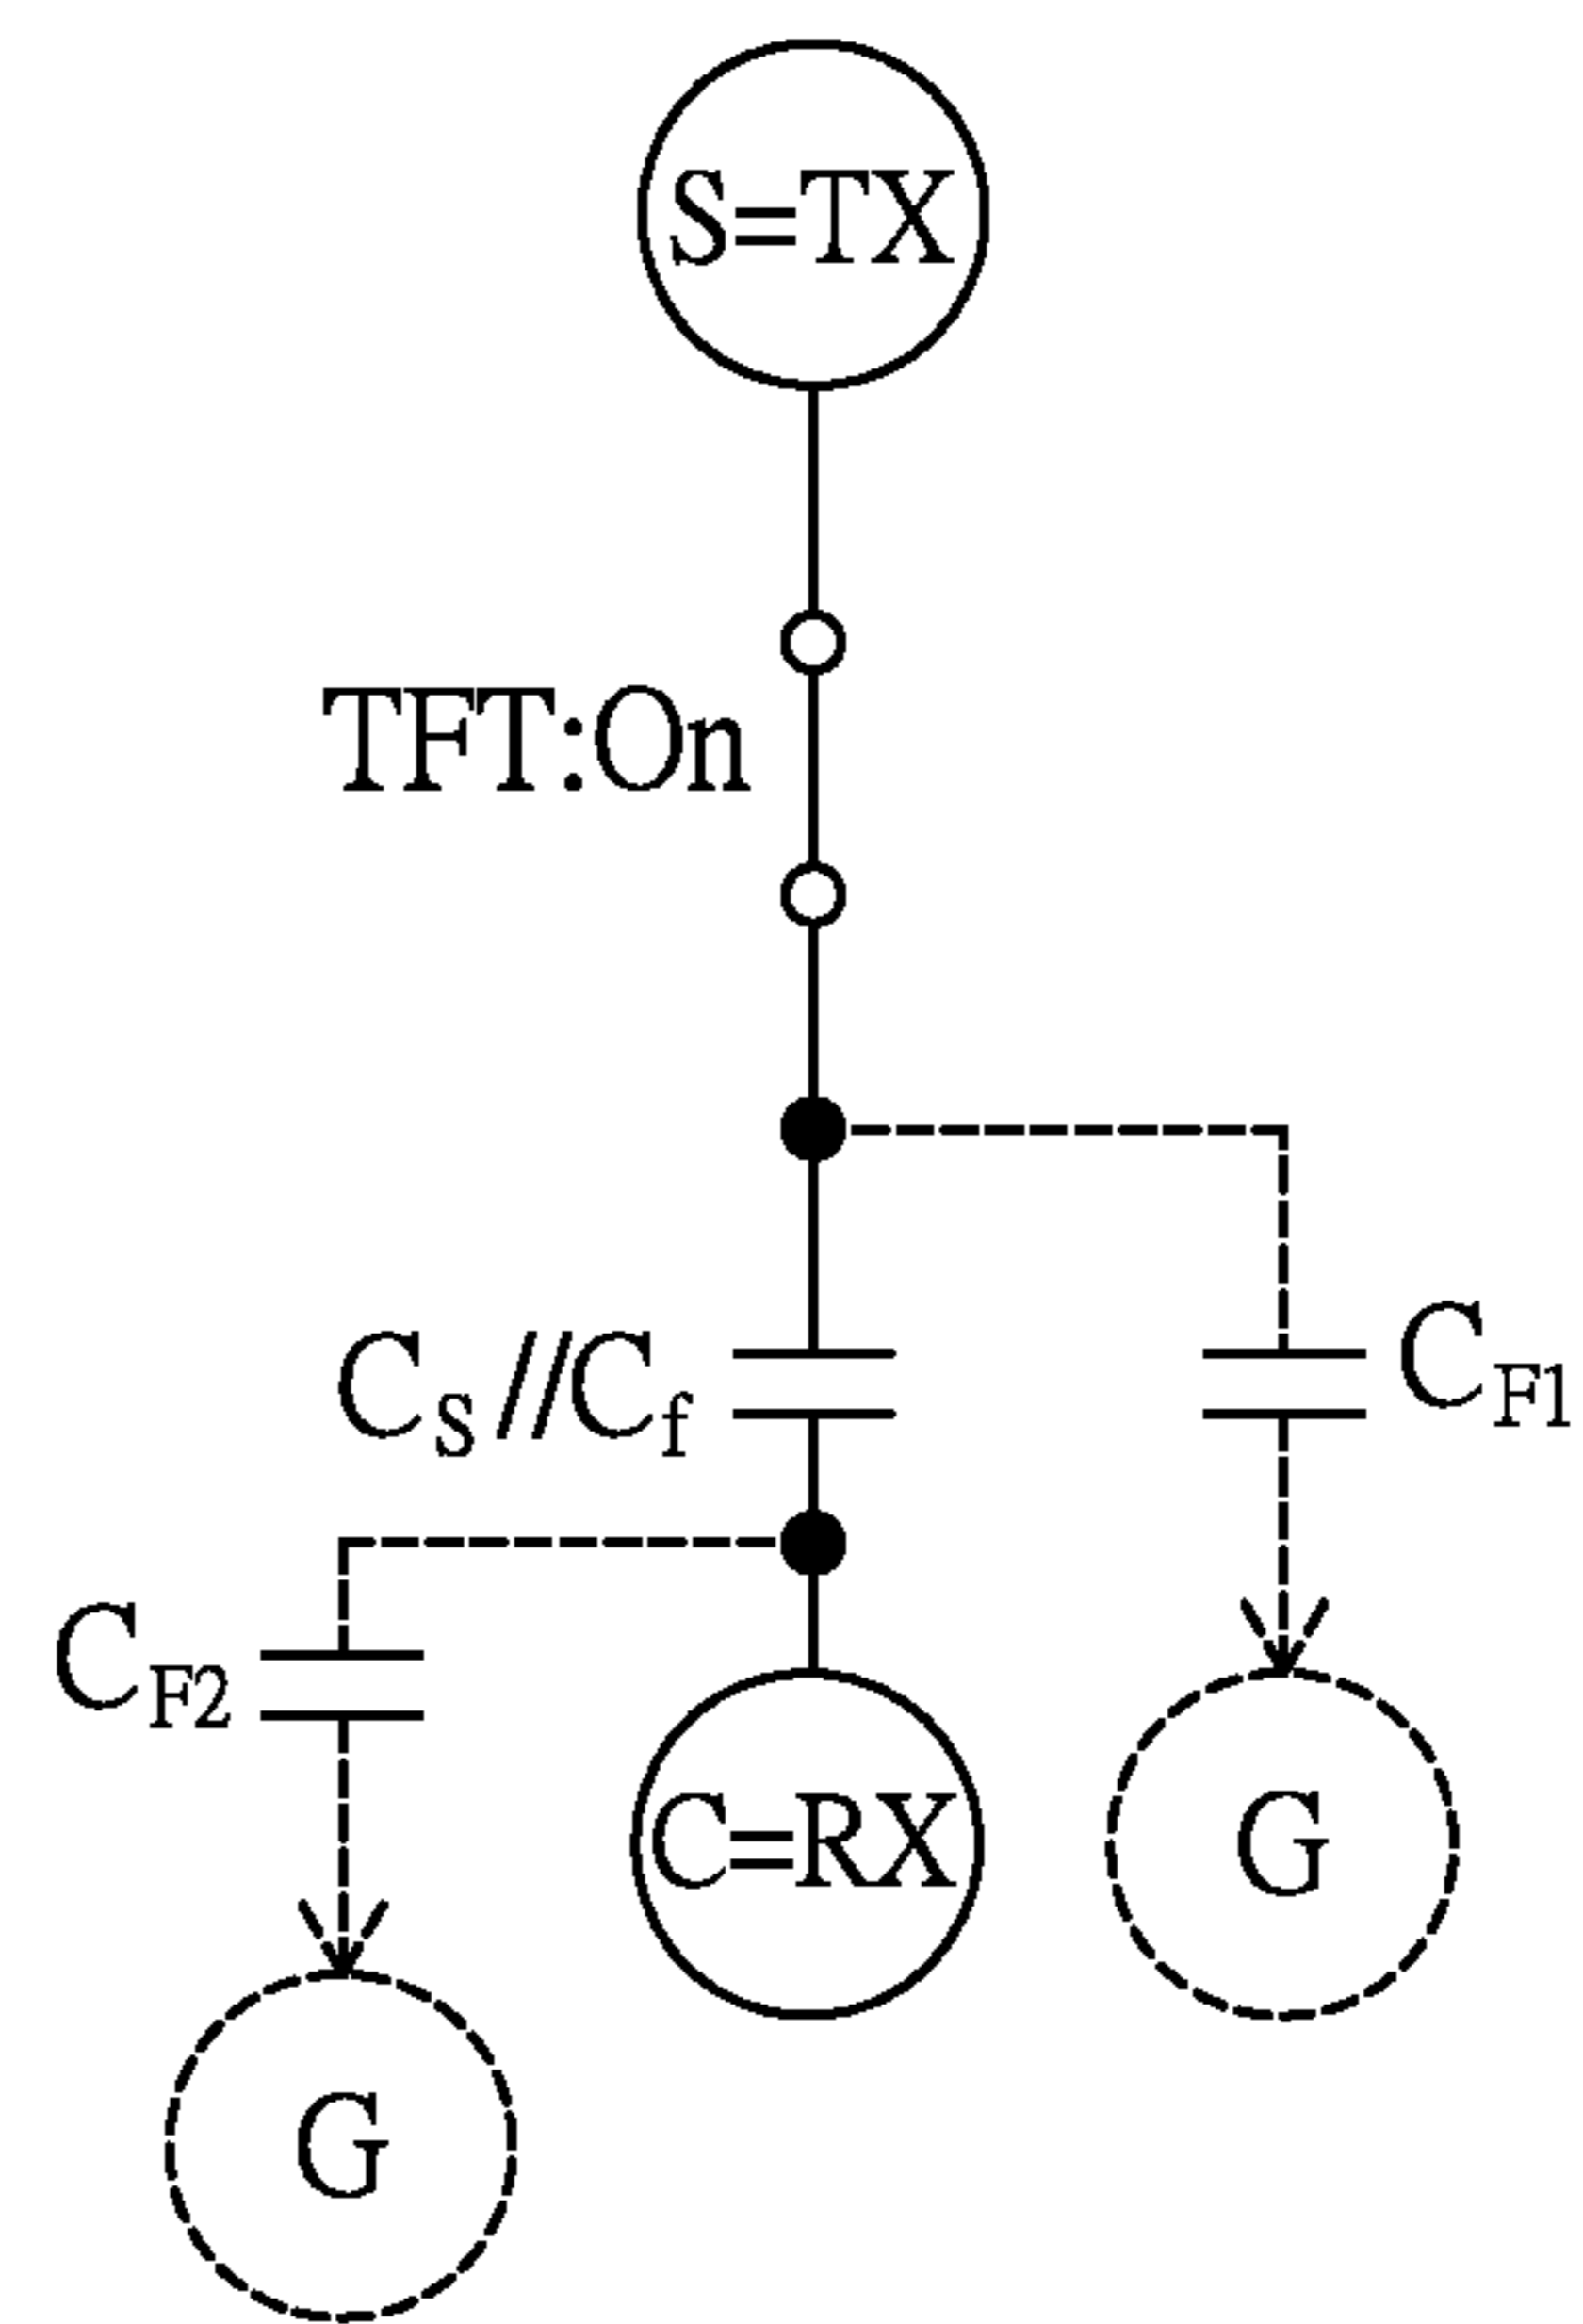 S=TX
TFT:On
CS//Cf
CF1
CF2
C=RX
G
G